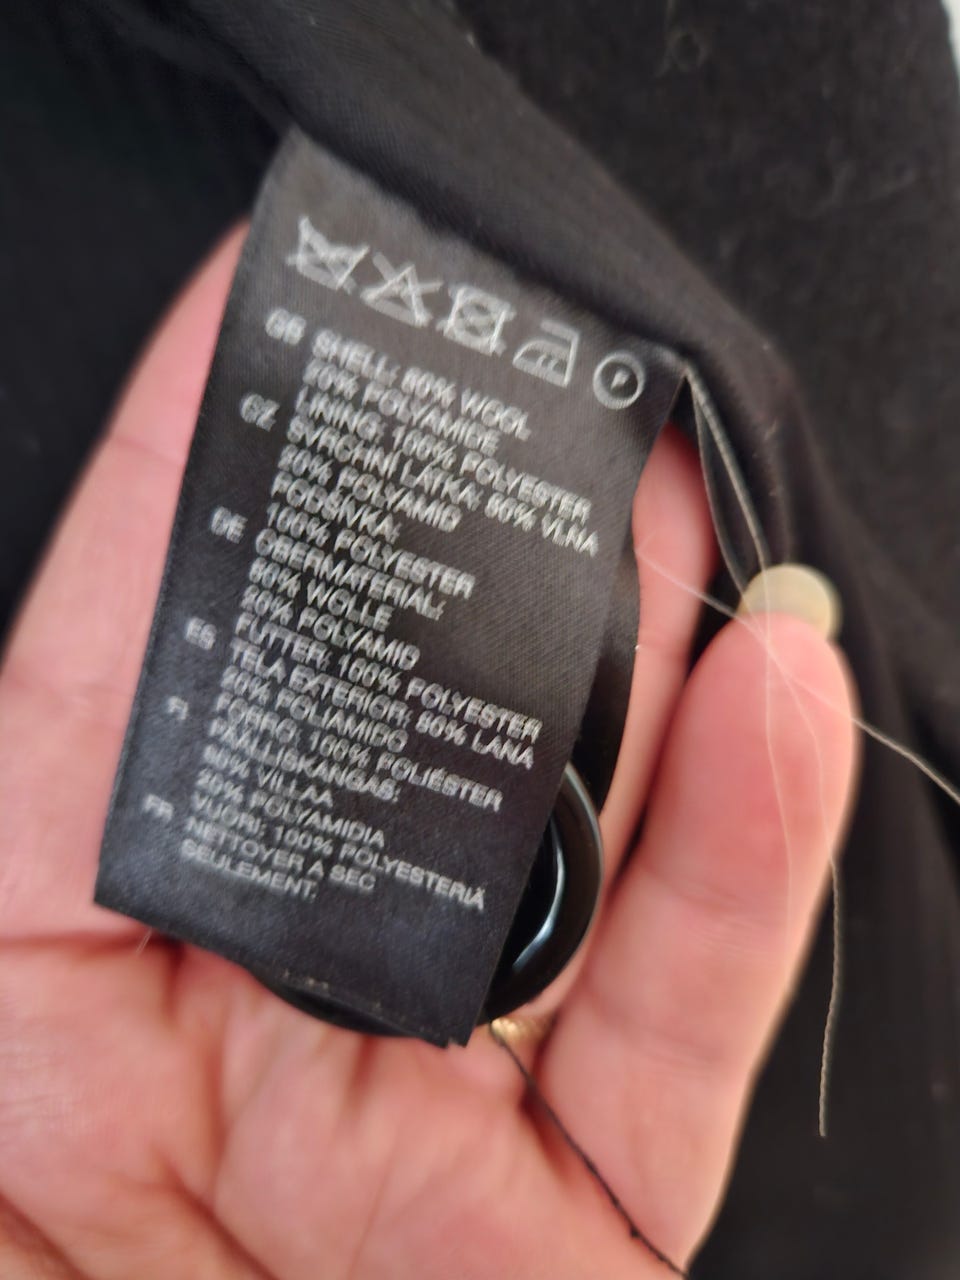 P
GB SHELL: 80% WOOL
20% POLYAMIDE
LINING: 100% POLYESTER
CZ SVRCHNÍ LÁTKA: 80% VLNA
20% POLYAMID
PODŠÍVKA:
100% POLYESTER
DE OBERMATERIAL:
80% WOLLE
20% POLYAMID
FUTTER: 100% POLYESTER
ES TELA EXTERIOR: 80% LANA
20% POLIAMIDO
FORRO: 100% POLIÉSTER
FI PÄÄLLISKANGAS:
80% VILLAA
20% POLYAMIDIA
VUORI: 100% POLYESTERIÄ
FR NETTOYER A SEC
SEULEMENT.